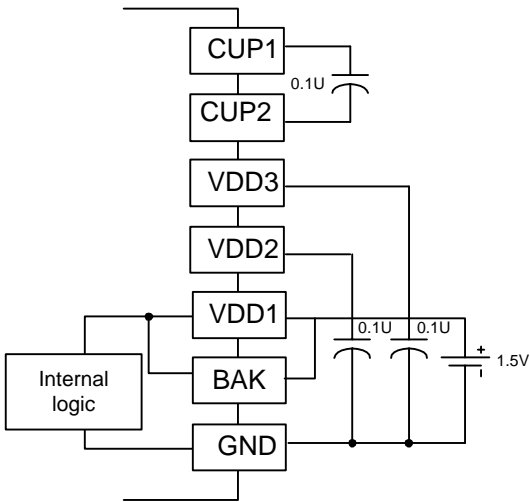 CUP1
0.1U
CUP2
VDD3
VDD2
VDD1
0.1U
0.1U
+
1.5V
-
Internal
logic
BAK
GND